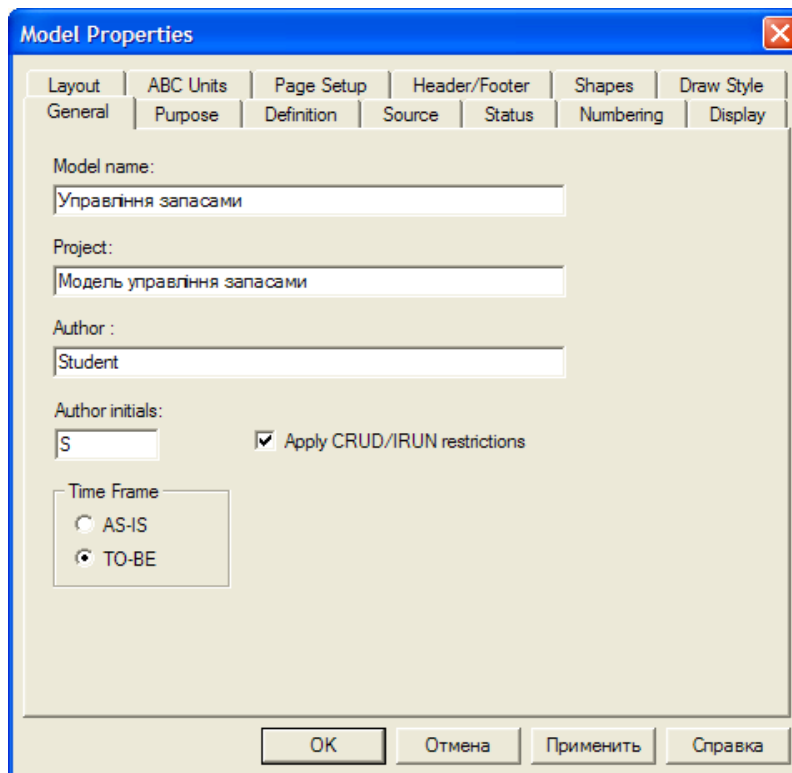 Model Properties
Layout ABC Units Page Setup Header/Footer Shapes Draw Style
General Purpose Definition Source Status Numbering Display
Model name:
Управління запасами
Project:
Модель управління запасами
Author :
Student
Author initials:
S Apply CRUD/IRUN restrictions
Time Frame
AS-IS
TO-BE
OK Отмена Применить Справка